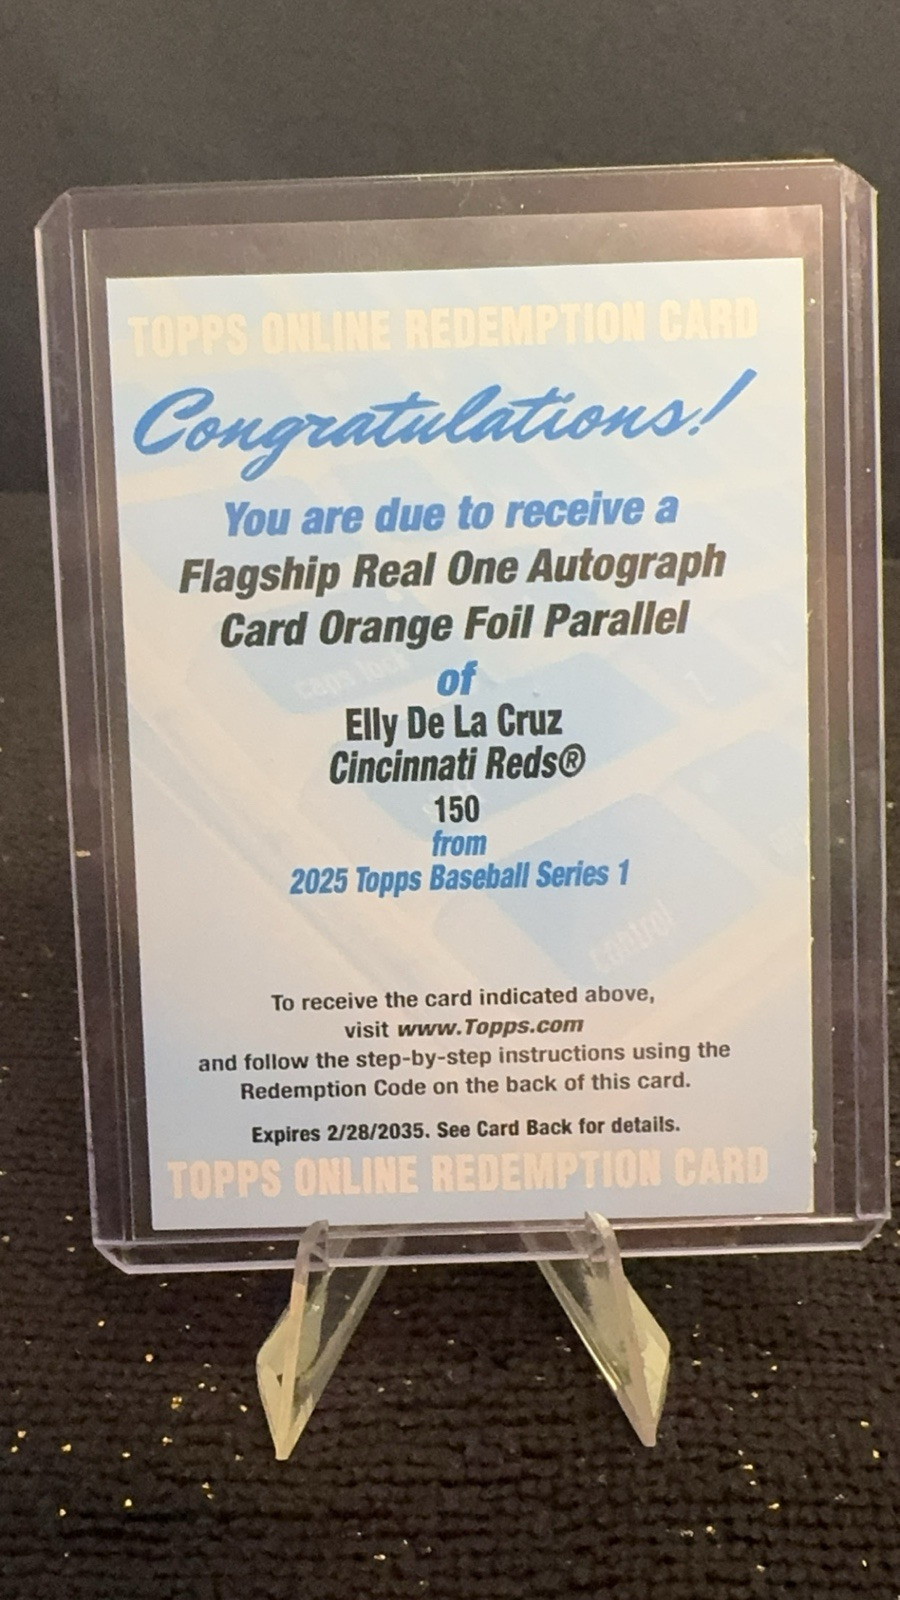 TOPPS ONLINE REDEMPTION CARD
Congratulations!
You are due to receive a
Flagship Real One Autograph
Card Orange Foil Parallel
caps lock
of
Elly De La Cruz
Cincinnati Reds®
150
from
2025 Topps Baseball Series 1
control
To receive the card indicated above,
visit www.Topps.com
and follow the step-by-step instructions using the
Redemption Code on the back of this card.
Expires 2/28/2035. See Card Back for details.
TOPPS ONLINE REDEMPTION CARD